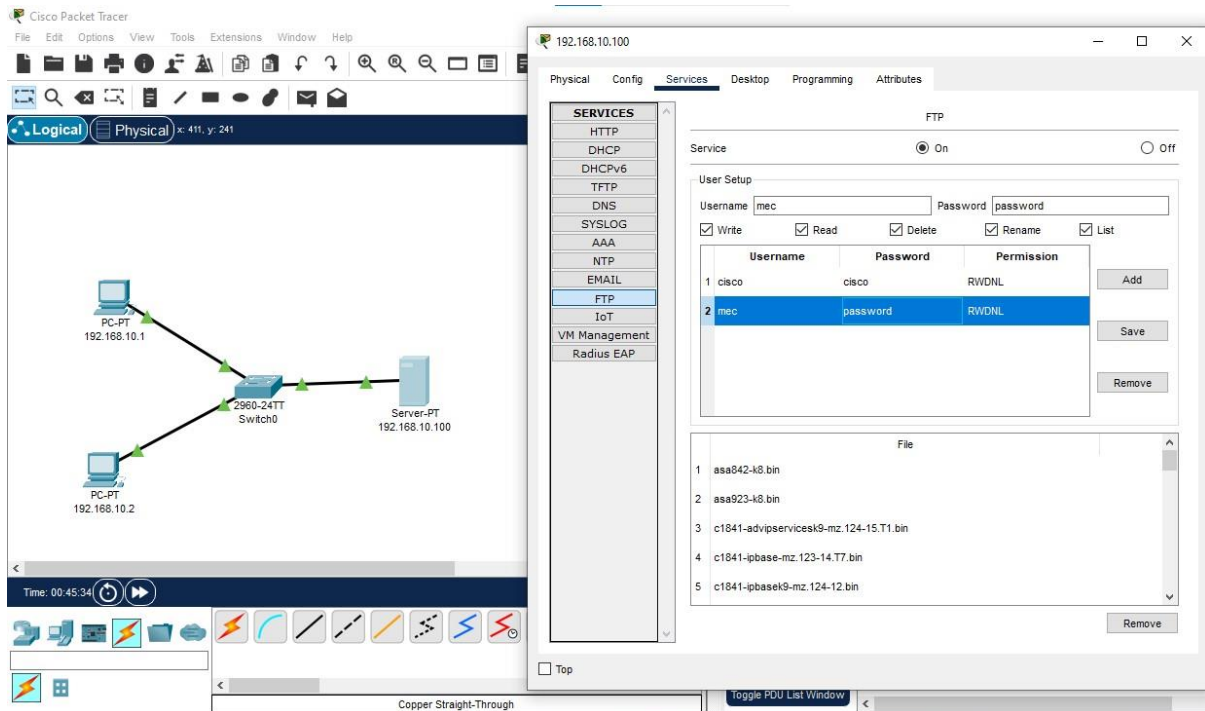 Cisco Packet Tracer
File Edit Options View Tools Extensions Window Help
Logical Physical x: 411, y: 241
PC-PT
192.168.10.1
2960-24TT
Switch0
Server-PT
192.168.10.100
PC-PT
192.168.10.2
Time: 00:45:34
Copper Straight-Through
Toggle PDU List Window
192.168.10.100
Physical Config Services Desktop Programming Attributes
SERVICES
HTTP
DHCP
DHCPv6
TFTP
DNS
SYSLOG
AAA
NTP
EMAIL
FTP
IoT
VM Management
Radius EAP
FTP
Service On Off
User Setup
Username mec Password password
Write Read Delete Rename List
Username Password Permission
1 cisco cisco RWDNL
2 mec password RWDNL
Add
Save
Remove
File
1 asa842-k8.bin
2 asa923-k8.bin
3 c1841-advipservicesk9-mz.124-15.T1.bin
4 c1841-ipbase-mz.123-14.T7.bin
5 c1841-ipbasek9-mz.124-12.bin
Remove
Top